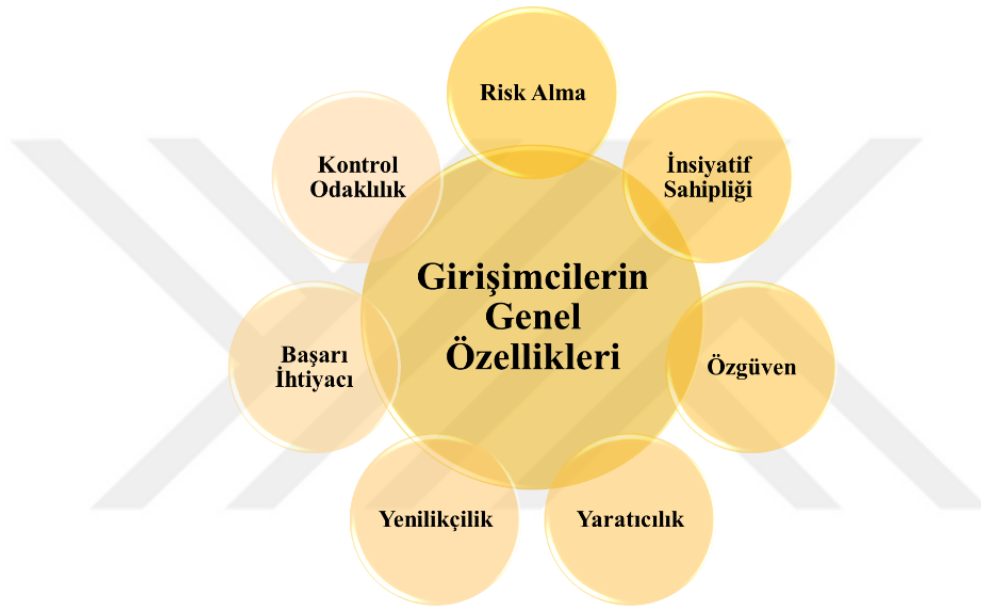 Risk Alma
İnsiyatif
Sahipliği
Özgüven
Yaratıcılık
Yenilikçilik
Başarı
İhtiyacı
Kontrol
Odaklılık
Girişimcilerin
Genel
Özellikleri